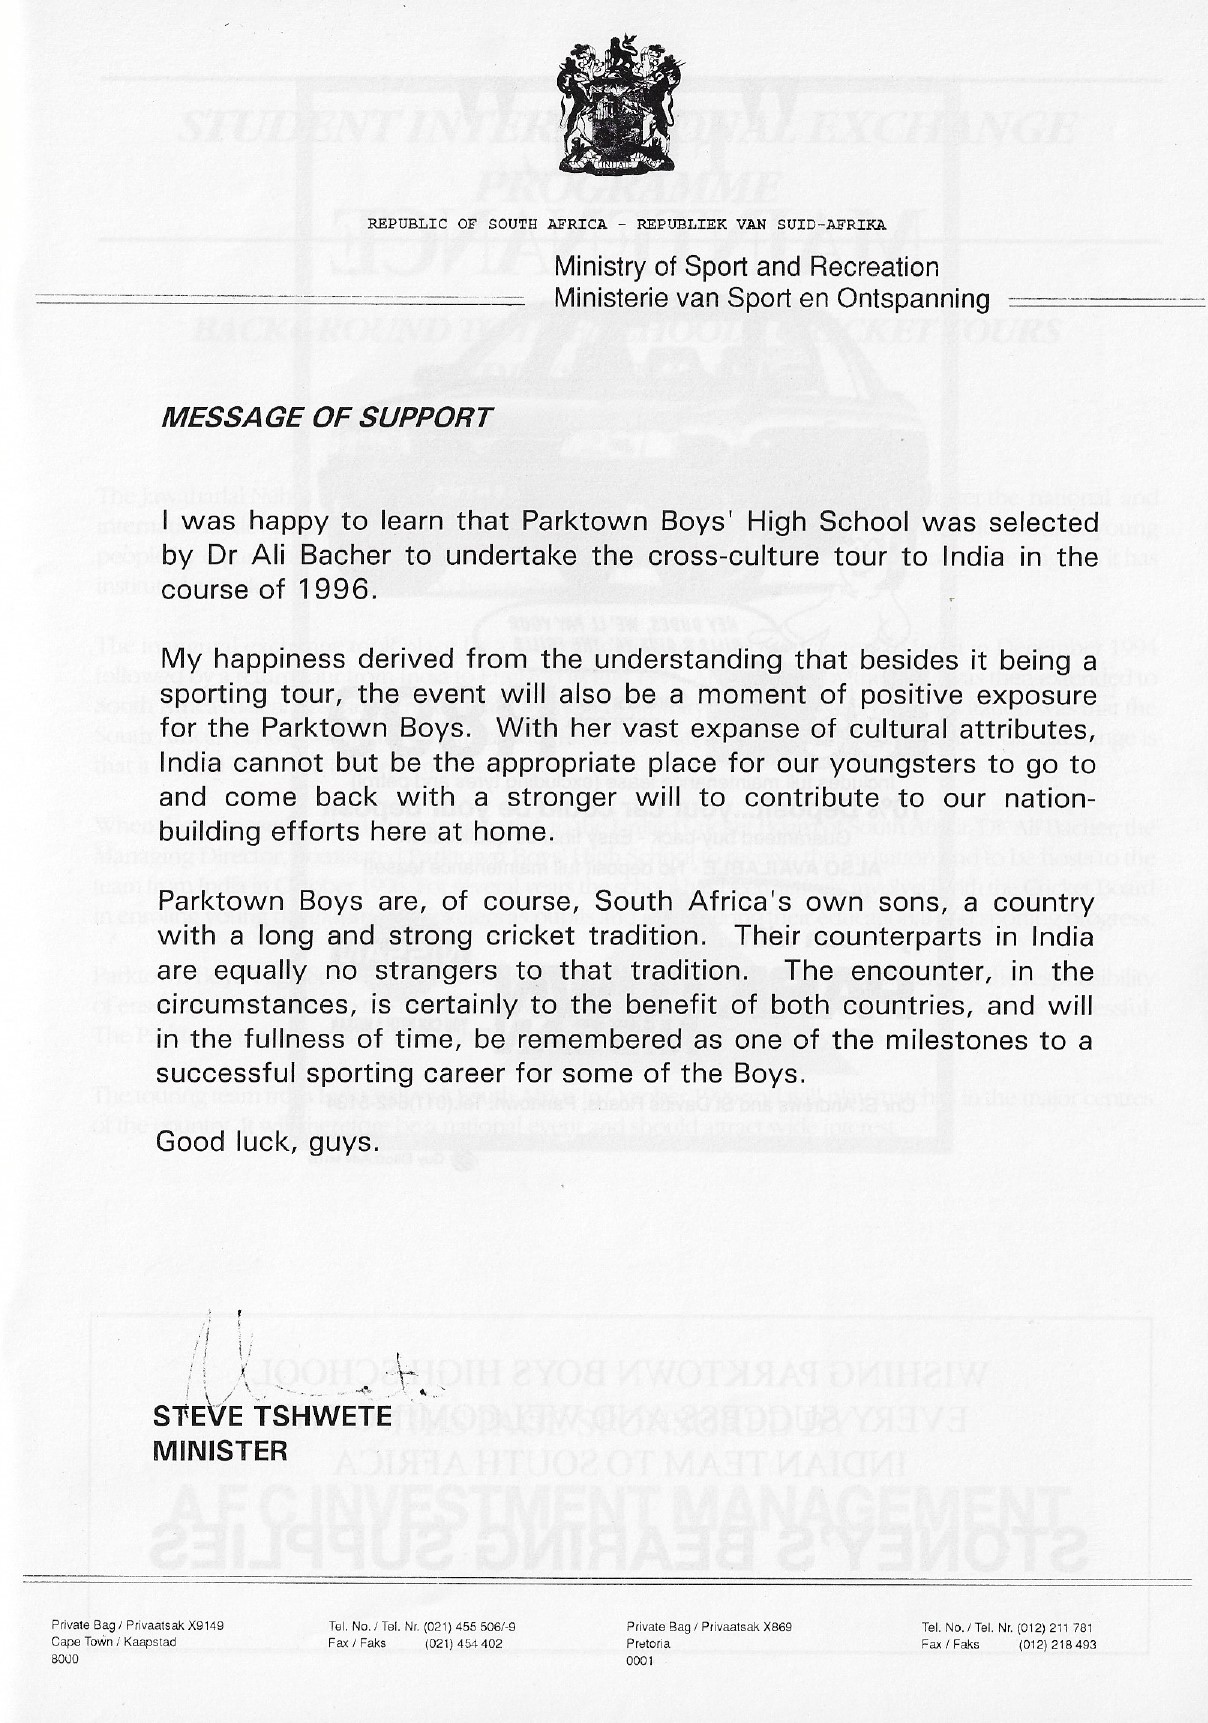 REPUBLIC OF SOUTH AFRICA - REPUBLIEK VAN SUID-AFRIKA
Ministry of Sport and Recreation
Ministerie van Sport en Ontspanning
MESSAGE OF SUPPORT
I was happy to learn that Parktown Boys' High School was selected
by Dr Ali Bacher to undertake the cross-culture tour to India in the
course of 1996.
My happiness derived from the understanding that besides it being a
sporting tour, the event will also be a moment of positive exposure
for the Parktown Boys. With her vast expanse of cultural attributes,
India cannot but be the appropriate place for our youngsters to go to
and come back with a stronger will to contribute to our nation-
building efforts here at home.
Parktown Boys are, of course, South Africa's own sons, a country
with a long and strong cricket tradition. Their counterparts in India
are equally no strangers to that tradition. The encounter, in the
circumstances, is certainly to the benefit of both countries, and will
in the fullness of time, be remembered as one of the milestones to a
successful sporting career for some of the Boys.
Good luck, guys.
STEVE TSHWETE
MINISTER
Private Bag / Privaatsak X9149
Cape Town / Kaapstad
8000
Tel. No. / Tel. Nr. (021) 455 506/-9
Fax / Faks (021) 454 402
Private Bag / Privaatsak X869
Pretoria
0001
Tel. No. / Tel. Nr. (012) 211 781
Fax / Faks (012) 218 493